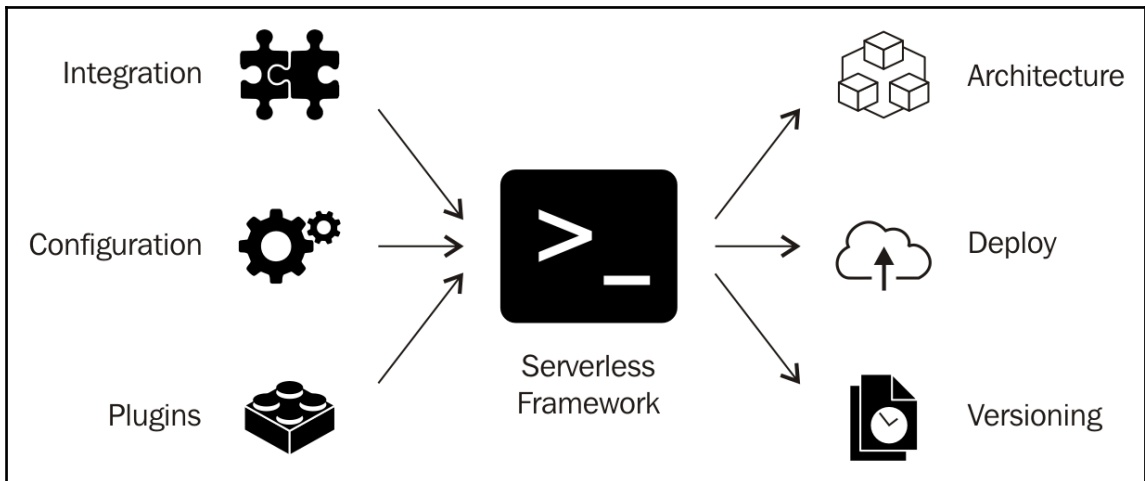 Integration
Configuration
Plugins
>_
Serverless
Framework
Architecture
Deploy
Versioning